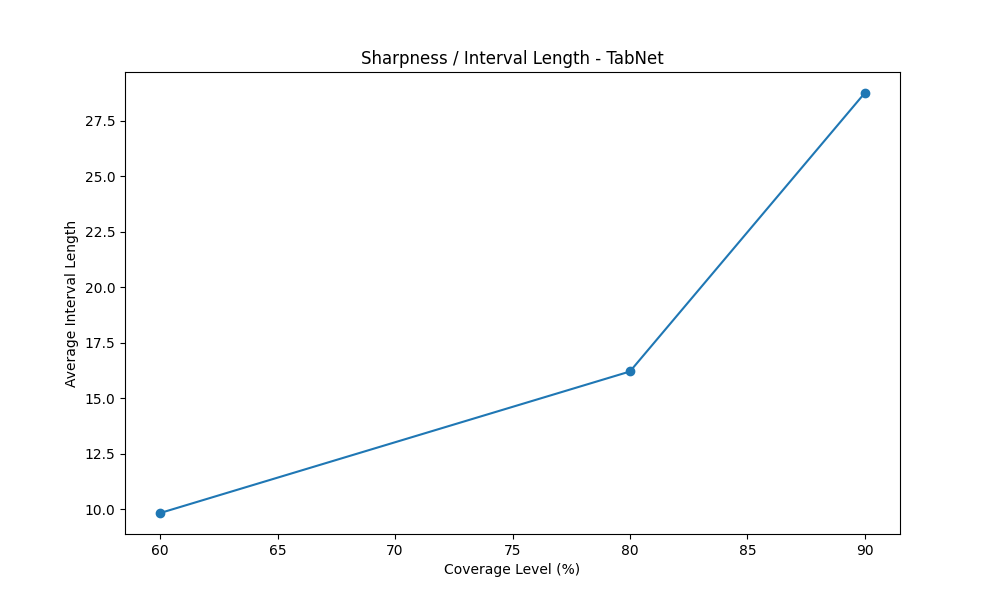 Sharpness / Interval Length - TabNet
Average Interval Length
27.5
25.0
22.5
20.0
17.5
15.0
12.5
10.0
60 65 70 75 80 85 90
Coverage Level (%)